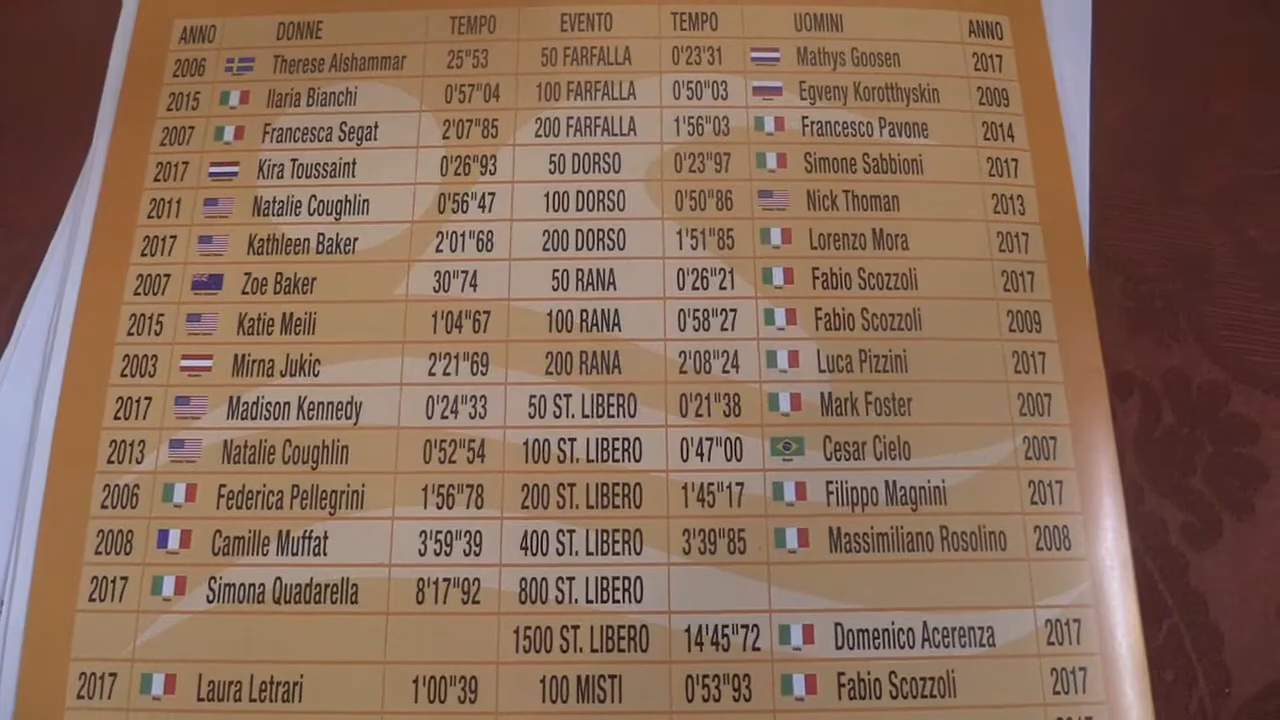 ANNO DONNE TEMPO EVENTO TEMPO UOMINI ANNO
2006 Therese Alshammar 25"53 50 FARFALLA 0'23'31 Mathys Goosen 2017
2015 Ilaria Bianchi 0'57"04 100 FARFALLA 0'50"03 Egveny Korotthyskin 2009
2007 Francesca Segat 2'07"85 200 FARFALLA 1'56"03 Francesco Pavone 2014
2017 Kira Toussaint 0'26"93 50 DORSO 0'23"97 Simone Sabbioni 2017
2011 Natalie Coughlin 0'56"47 100 DORSO 0'50"86 Nick Thoman 2013
2017 Kathleen Baker 2'01"68 200 DORSO 1'51"85 Lorenzo Mora 2017
2007 Zoe Baker 30"74 50 RANA 0'26"21 Fabio Scozzoli 2017
2015 Katie Meili 1'04"67 100 RANA 0'58"27 Fabio Scozzoli 2009
2003 Mirna Jukic 2'21"69 200 RANA 2'08"24 Luca Pizzini 2017
2017 Madison Kennedy 0'24"33 50 ST. LIBERO 0'21"38 Mark Foster 2007
2013 Natalie Coughlin 0'52"54 100 ST. LIBERO 0'47"00 Cesar Cielo 2007
2006 Federica Pellegrini 1'56"78 200 ST. LIBERO 1'45"17 Filippo Magnini 2017
2008 Camille Muffat 3'59"39 400 ST. LIBERO 3'39"85 Massimiliano Rosolino 2008
2017 Simona Quadarella 8'17"92 800 ST. LIBERO
1500 ST. LIBERO 14'45"72 Domenico Acerenza 2017
2017 Laura Letrari 1'00"39 100 MISTI 0'53"93 Fabio Scozzoli 2017